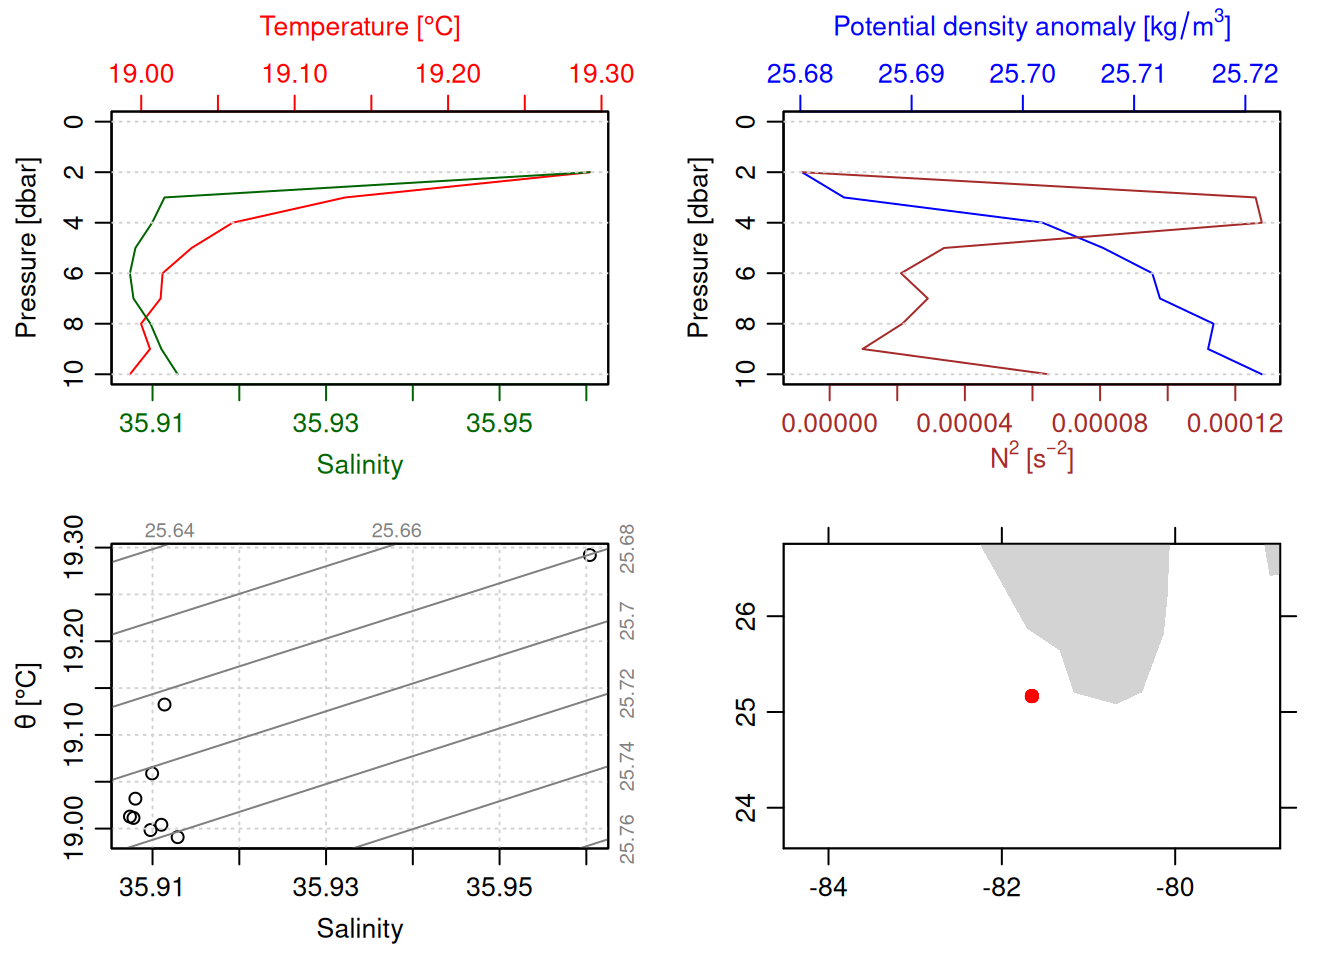 Temperature [°C]
19.00 19.10 19.20 19.30
0 2 4 6 8 10
Pressure [dbar]
35.91 35.93 35.95
Salinity
Potential density anomaly [kg/m³]
25.68 25.69 25.70 25.71 25.72
0 2 4 6 8 10
Pressure [dbar]
0.00000 0.00004 0.00008 0.00012
N² [s⁻²]
25.64 25.66
25.68 25.7 25.72 25.74 25.76
19.30 19.20 19.10 19.00
θ [°C]
35.91 35.93 35.95
Salinity
26 25 24
-84 -82 -80